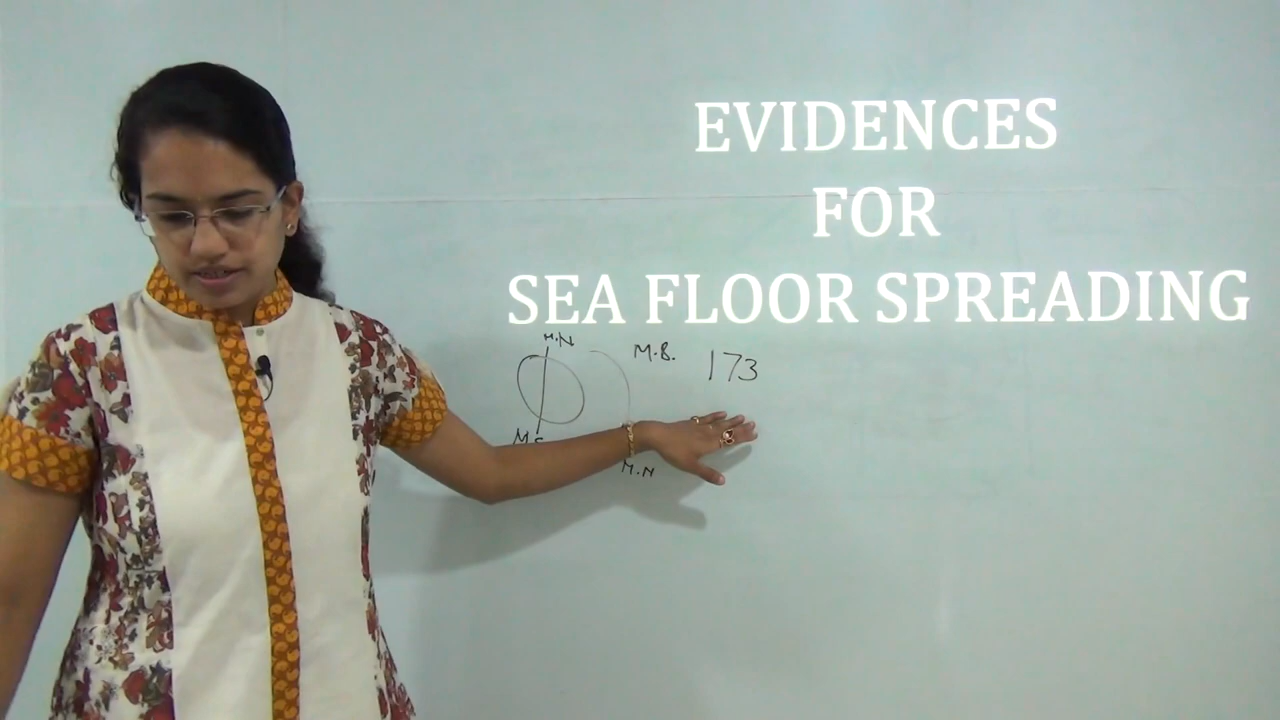 EVIDENCES
FOR
SEA FLOOR SPREADING
M.N
M.B. 173
M.S
M.N